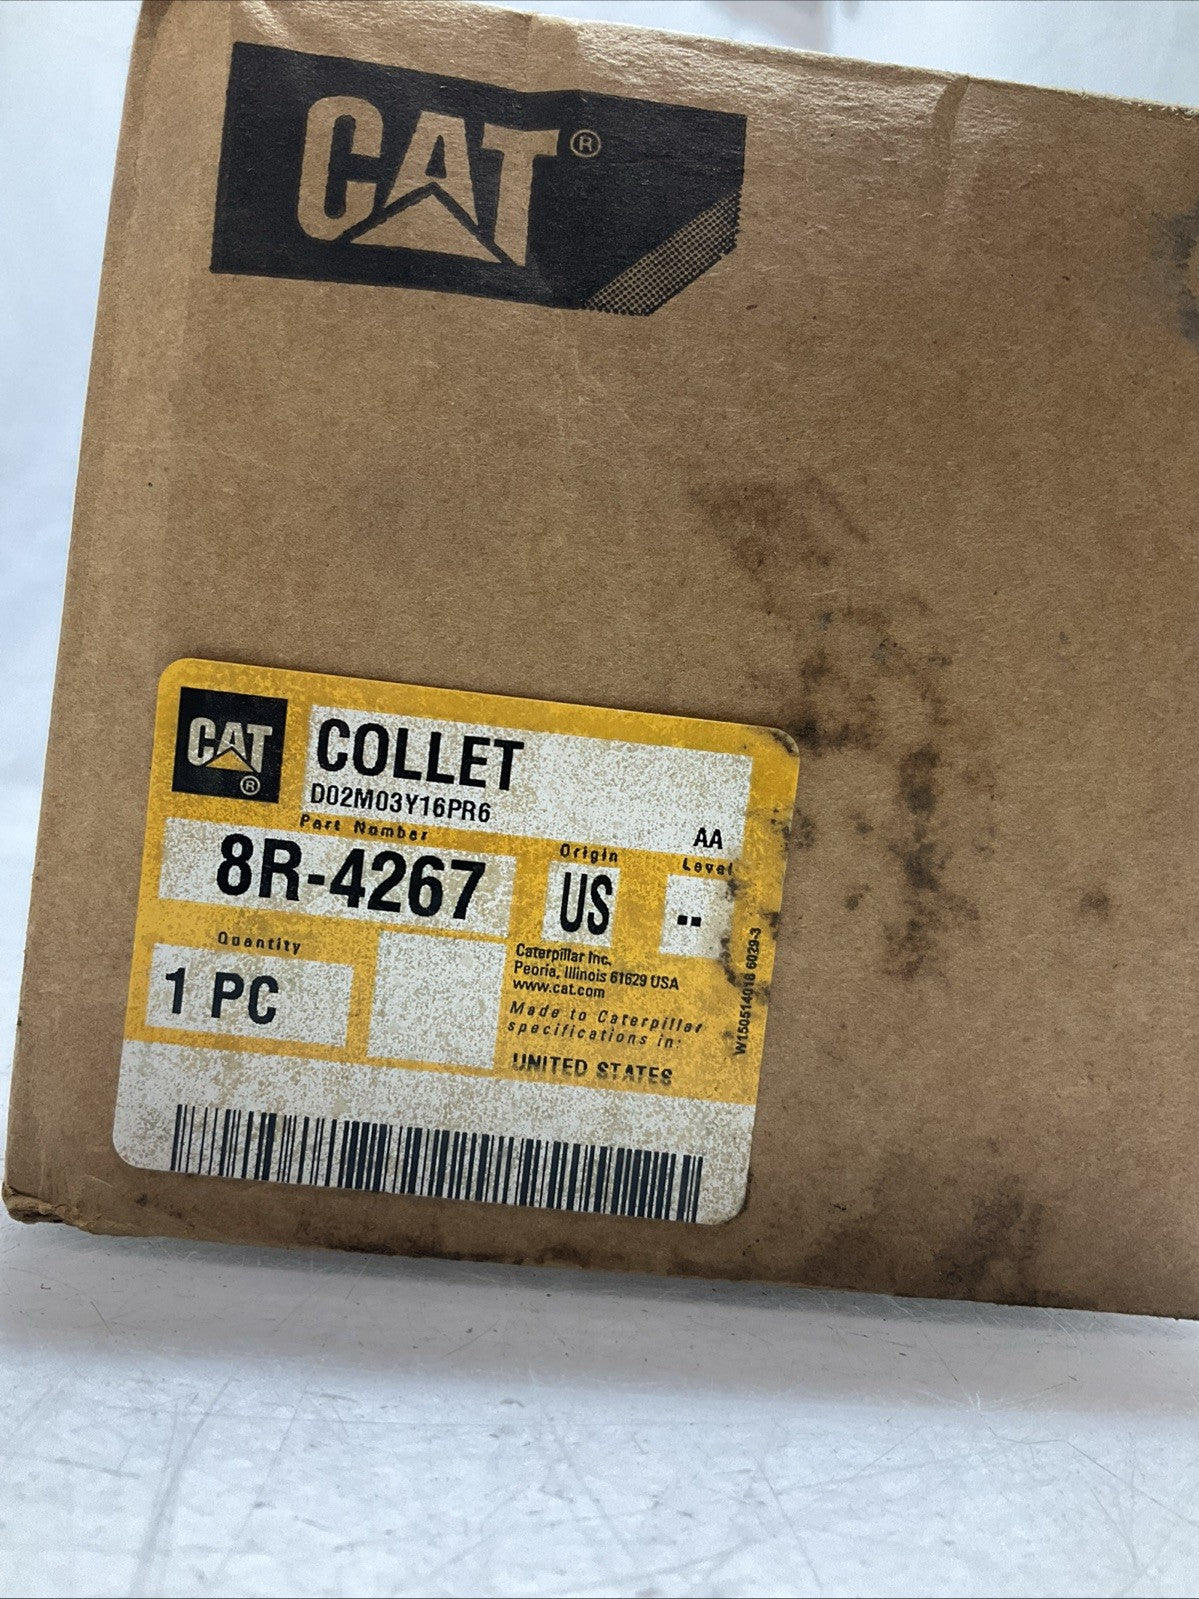 CAT®
CAT®
COLLET
D02M03Y16PR6
AA
Part Number
8R-4267
Origin
US
Level
--
Quantity
1 PC
Caterpillar Inc.
Peoria, Illinois 61629 USA
www.cat.com
Made to Caterpillar
specifications in:
UNITED STATES
W150514018 6029-3